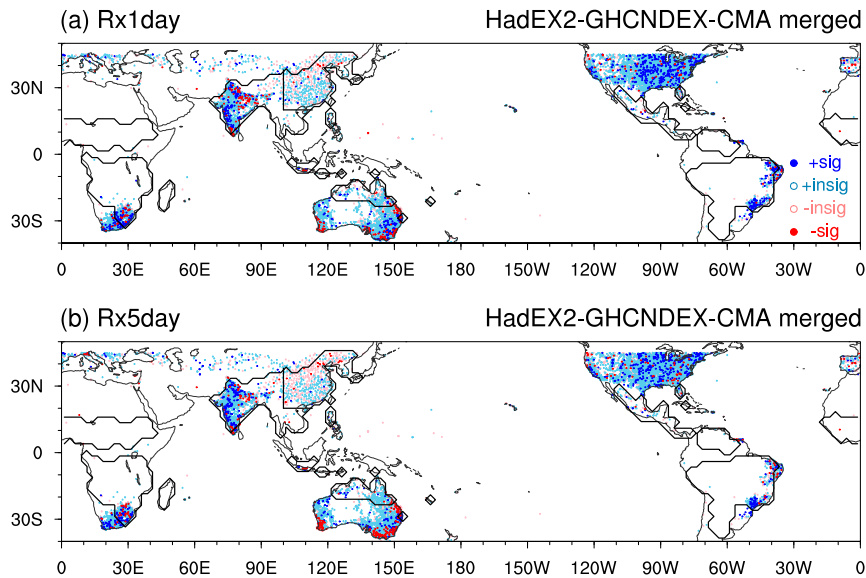 (a) Rx1day HadEX2-GHCNDEX-CMA merged
30N
0
30S
+sig
+insig
-insig
-sig
0 30E 60E 90E 120E 150E 180 150W 120W 90W 60W 30W 0
(b) Rx5day HadEX2-GHCNDEX-CMA merged
30N
0
30S
0 30E 60E 90E 120E 150E 180 150W 120W 90W 60W 30W 0